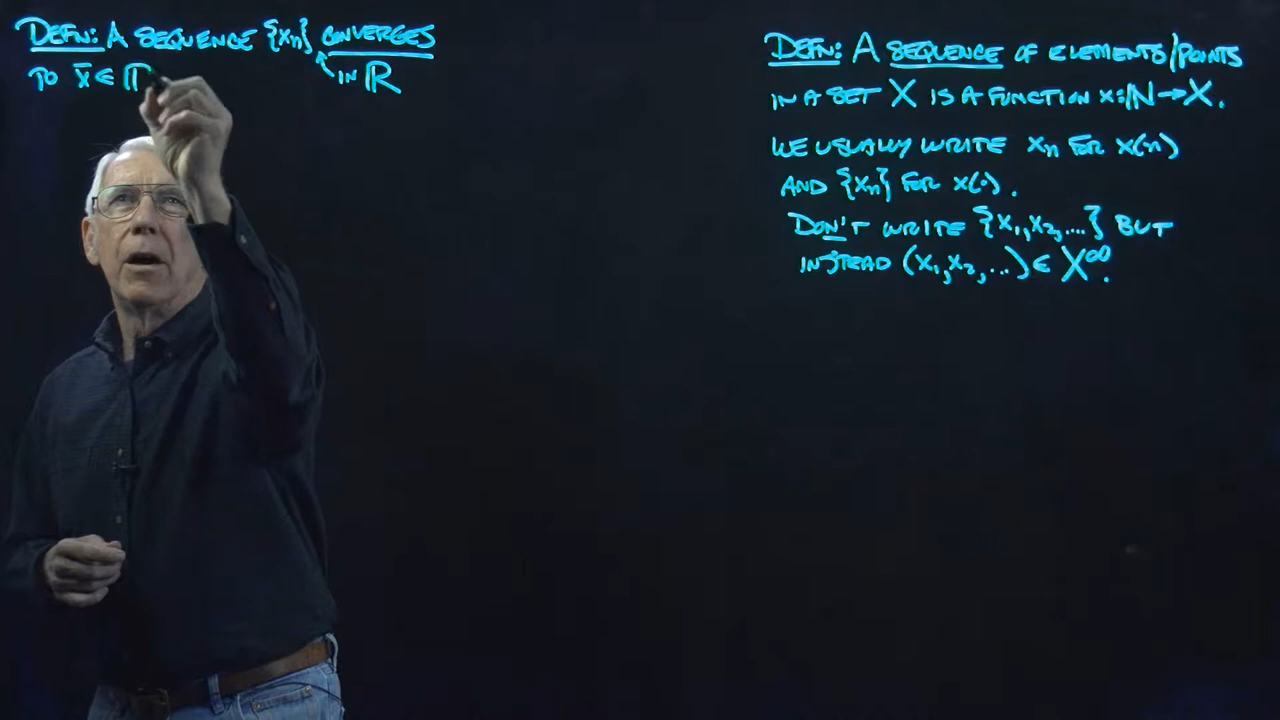 DEFN: A SEQUENCE {xn} CONVERGES
IN ℝ
TO x̄ ∈ ℝ
DEFN: A SEQUENCE OF ELEMENTS/POINTS
IN A SET X IS A FUNCTION x:ℕ→X.
WE USUALLY WRITE xn FOR x(n)
AND {xn} FOR x(·).
DON'T WRITE {x1,x2,....} BUT
INSTEAD (x1,x2,...) ∈ X∞.